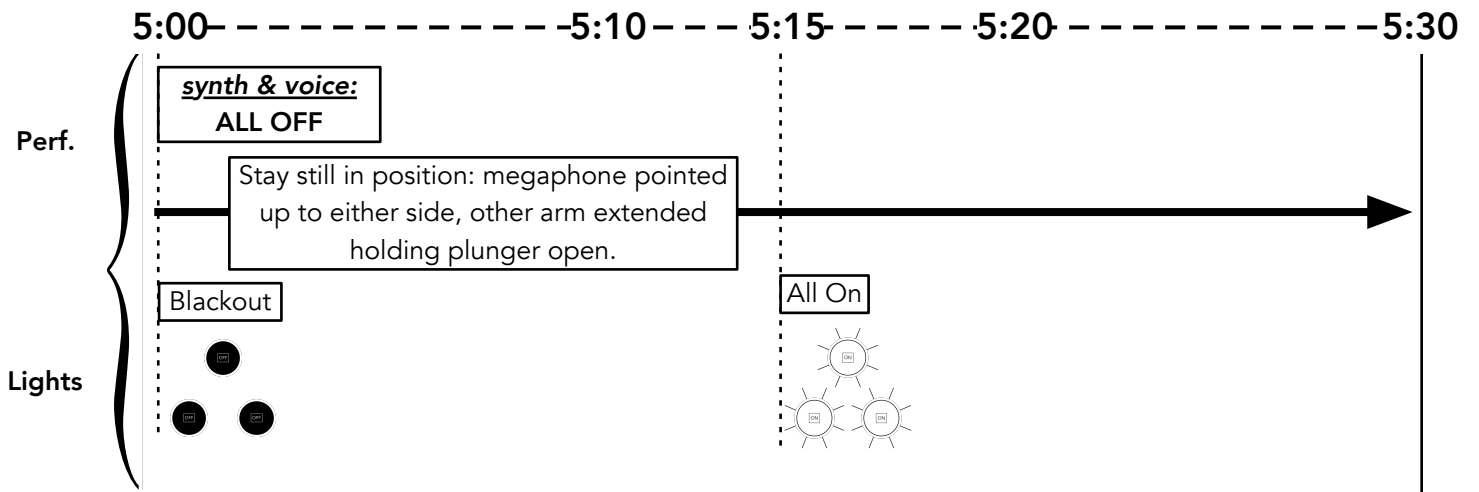 5:00 5:10 5:15 5:20 5:30
synth & voice:
ALL OFF
Perf.
Stay still in position: megaphone pointed
up to either side, other arm extended
holding plunger open.
Blackout
All On
OFF
ON
Lights
OFF OFF
ON ON